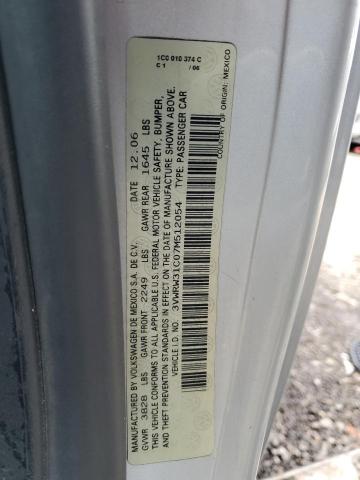 1C0 010 374 C
C 1 / 06
MANUFACTURED BY VOLKSWAGEN DE MEXICO S.A. DE C.V. DATE 12.06
GVWR 3828 LBS GAWR FRONT 2249 LBS GAWR REAR 1645 LBS
THIS VEHICLE CONFORMS TO ALL APPLICABLE U.S. FEDERAL MOTOR VEHICLE SAFETY, BUMPER,
AND THEFT PREVENTION STANDARDS IN EFFECT ON THE DATE OF MANUFACTURE SHOWN ABOVE.
VEHICLE I.D. NO. 3VWRW31C07M512054 TYPE: PASSENGER CAR
COUNTRY OF ORIGIN: MEXICO